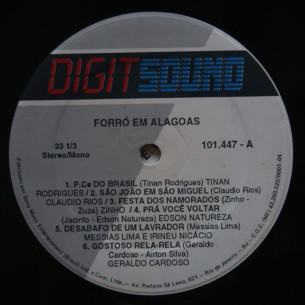 DIGIT SOUND
FORRÓ EM ALAGOAS
33 1/3
Stereo/Mono
101.447 - A
1. P.Ce DO BRASIL (Tinan Rodrigues) TINAN
RODRIGUES / 2. SÃO JOÃO EM SÃO MIGUEL (Claudio Rios)
CLAUDIO RIOS / 3. FESTA DOS NAMORADOS (Zinho -
Zuza) ZINHO / 4. PRÁ VOCÊ VOLTAR
(Jacinto - Edson Natureza) EDSON NATUREZA
5. DESABAFO DE UM LAVRADOR (Messias Lima)
MESSIAS LIMA E IRINEU NICÁCIO
6. GOSTOSO RELA-RELA (Geraldo
Cardoso - Airton Silva)
GERALDO CARDOSO